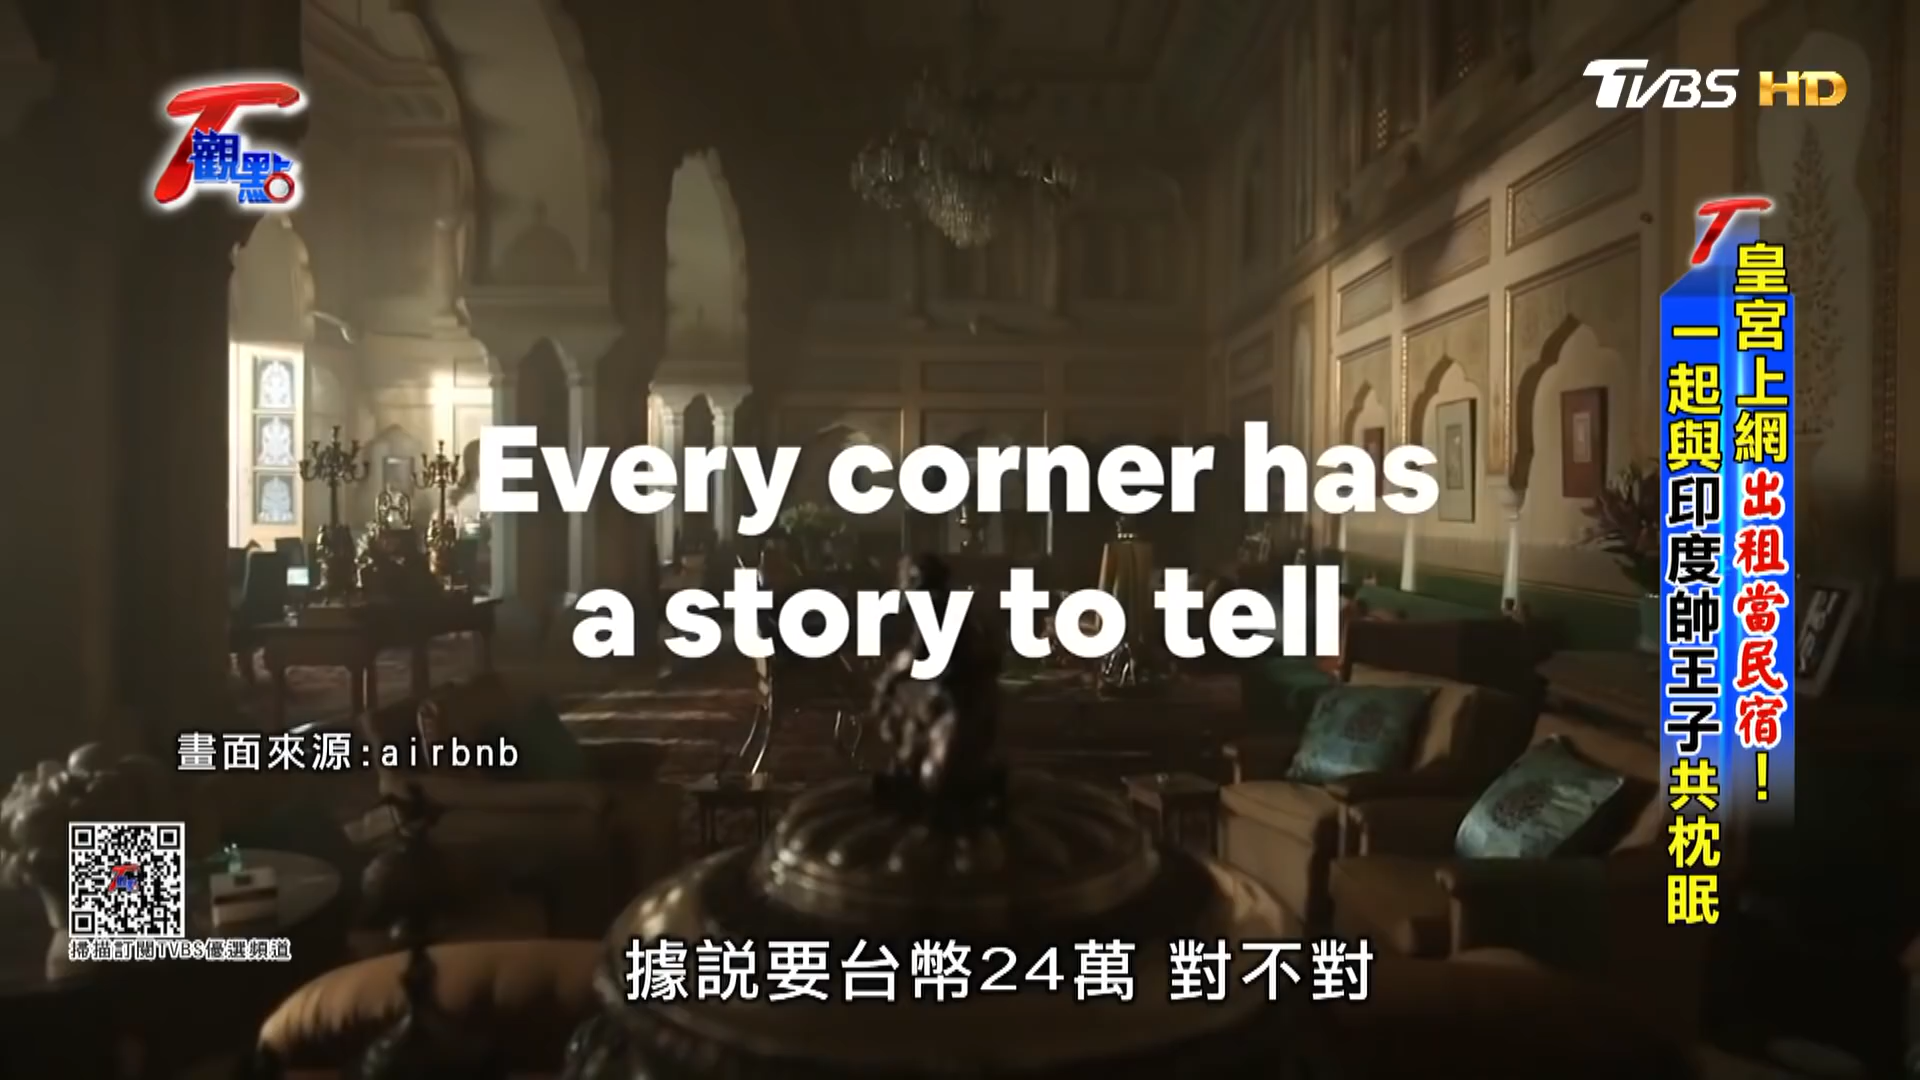 T觀點
TVBS HD
T
皇宮上網出租當民宿！
一起與印度帥王子共枕眠
Every corner has
a story to tell
畫面來源:airbnb
掃描訂閱TVBS優選頻道
據說要台幣24萬 對不對